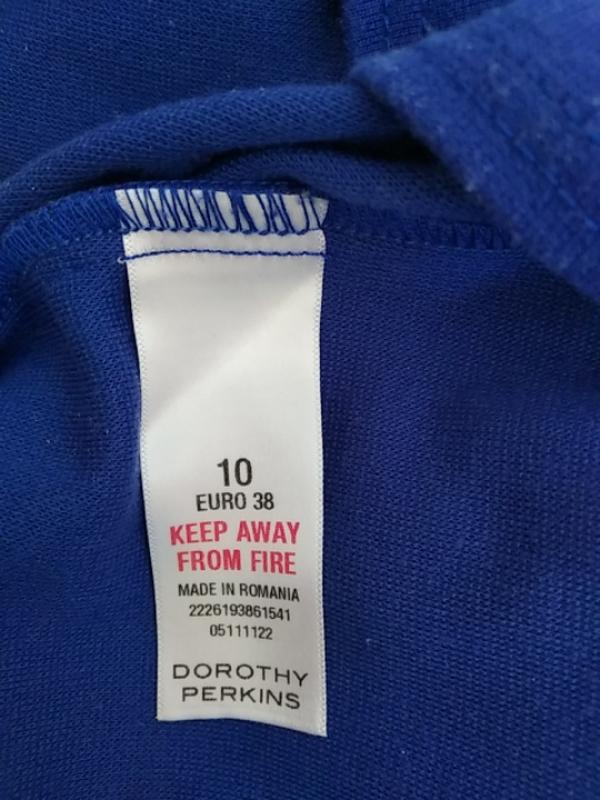 10
EURO 38
KEEP AWAY
FROM FIRE
MADE IN ROMANIA
2226193861541
05111122
DOROTHY
PERKINS